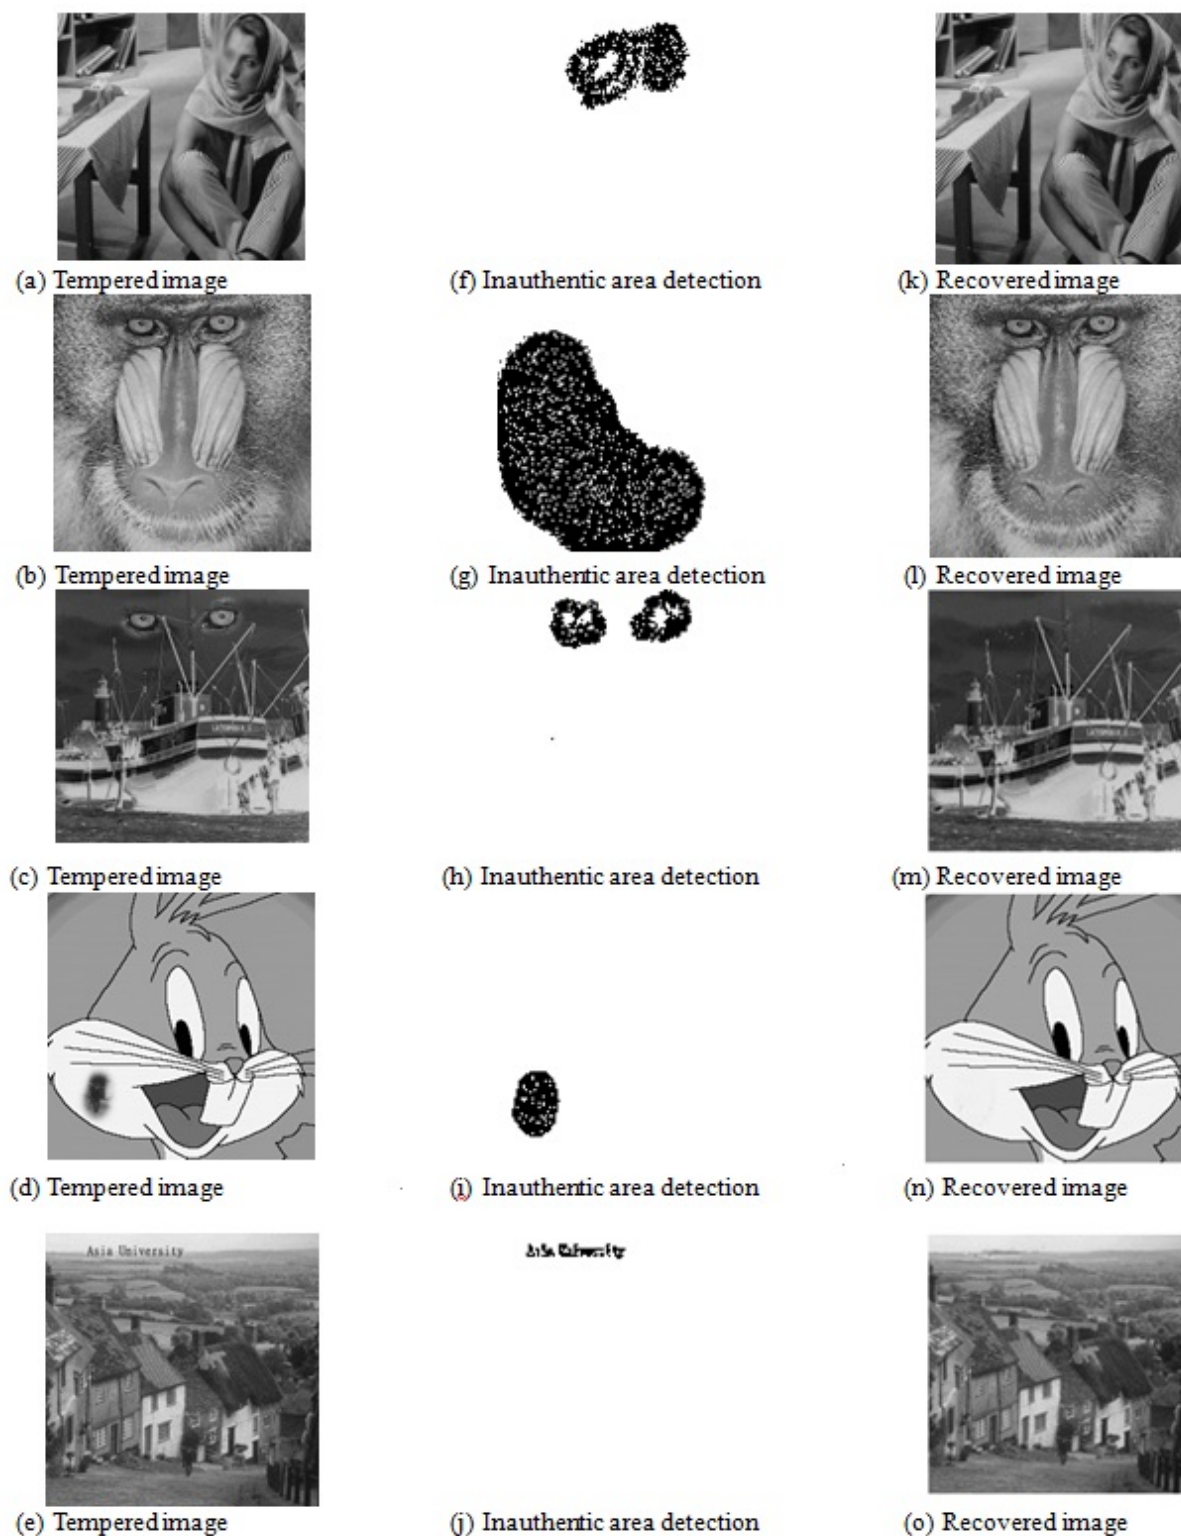 (a) Tempered image (f) Inauthentic area detection (k) Recovered image
(b) Tempered image (g) Inauthentic area detection (l) Recovered image
(c) Tempered image (h) Inauthentic area detection (m) Recovered image
(d) Tempered image (i) Inauthentic area detection (n) Recovered image
Asia University
(e) Tempered image (j) Inauthentic area detection (o) Recovered image